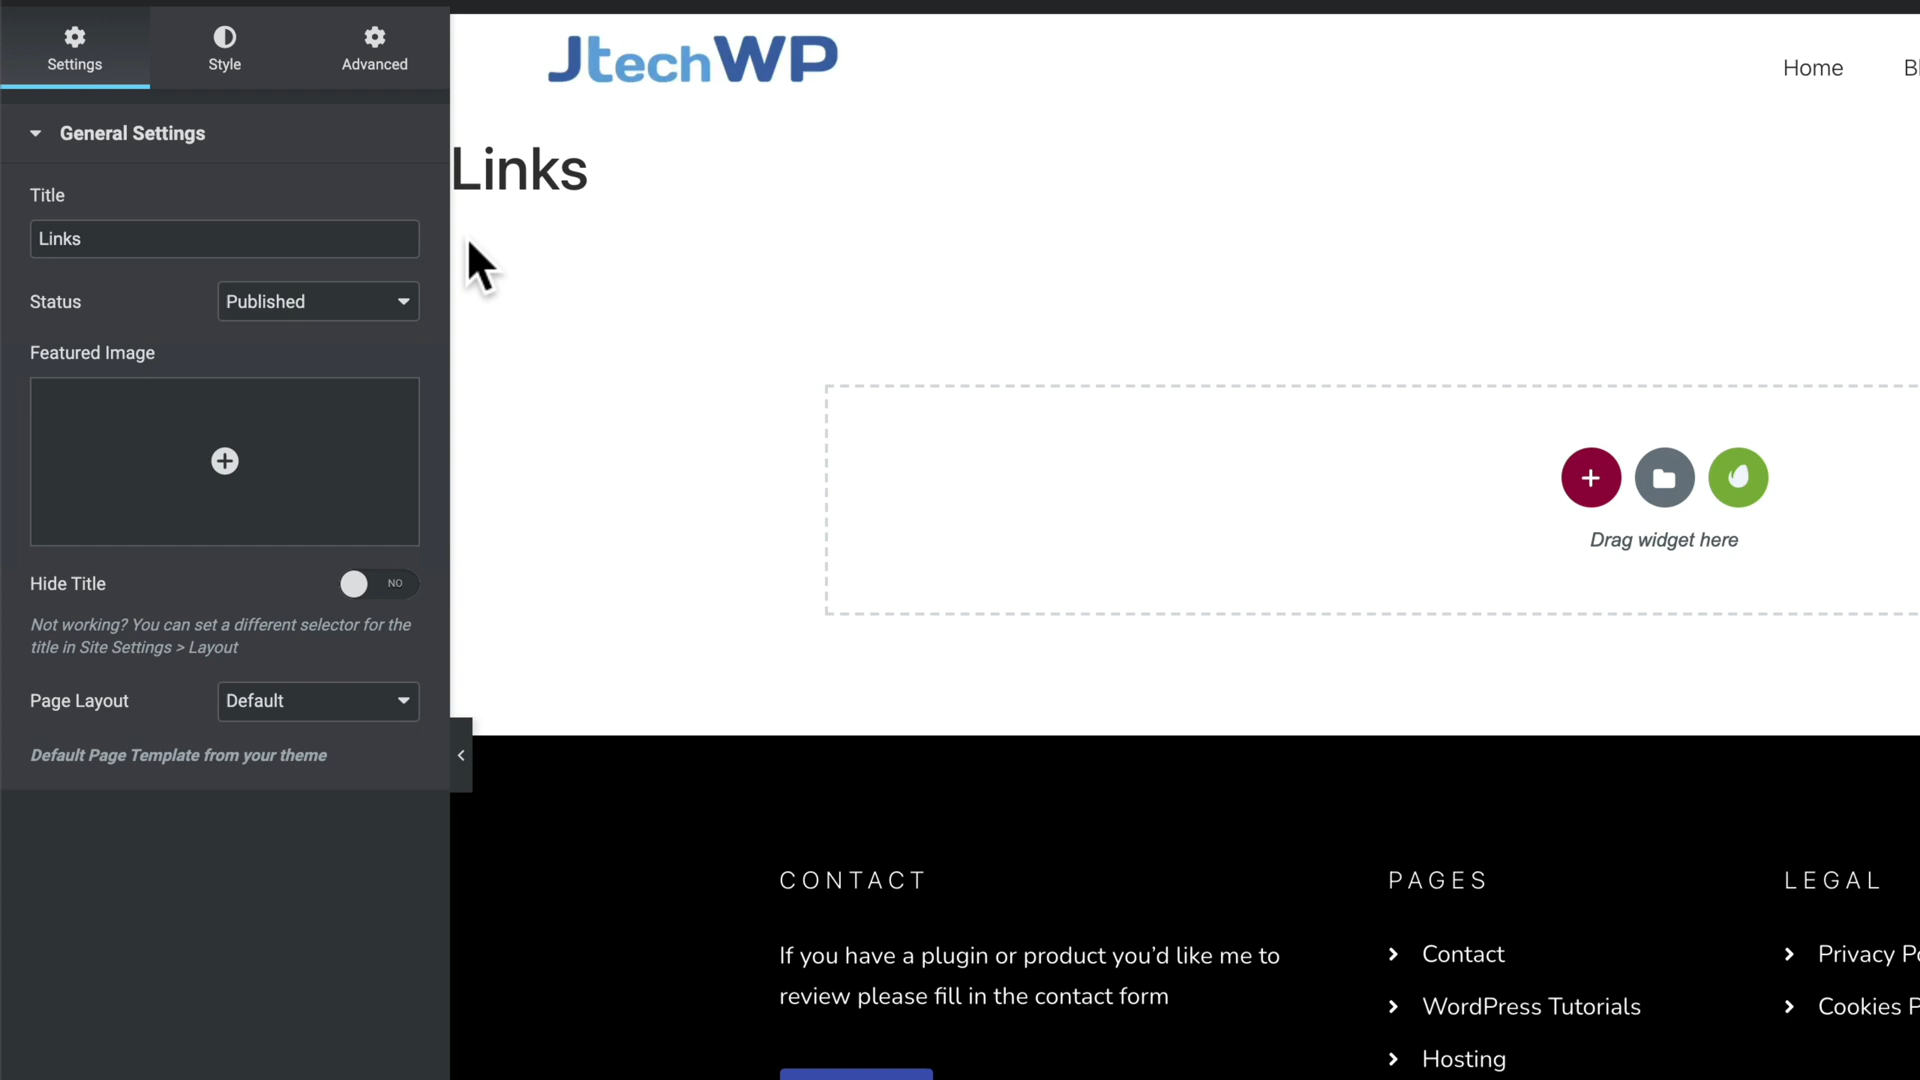 Settings
Style
Advanced
General Settings
Title
Links
Status
Published
Featured Image
Hide Title
NO
Not working? You can set a different selector for the
title in Site Settings > Layout
Page Layout
Default
Default Page Template from your theme
JtechWP
Home
Links
Drag widget here
CONTACT
If you have a plugin or product you'd like me to
review please fill in the contact form
PAGES
Contact
WordPress Tutorials
Hosting
LEGAL
Privacy
Cookies